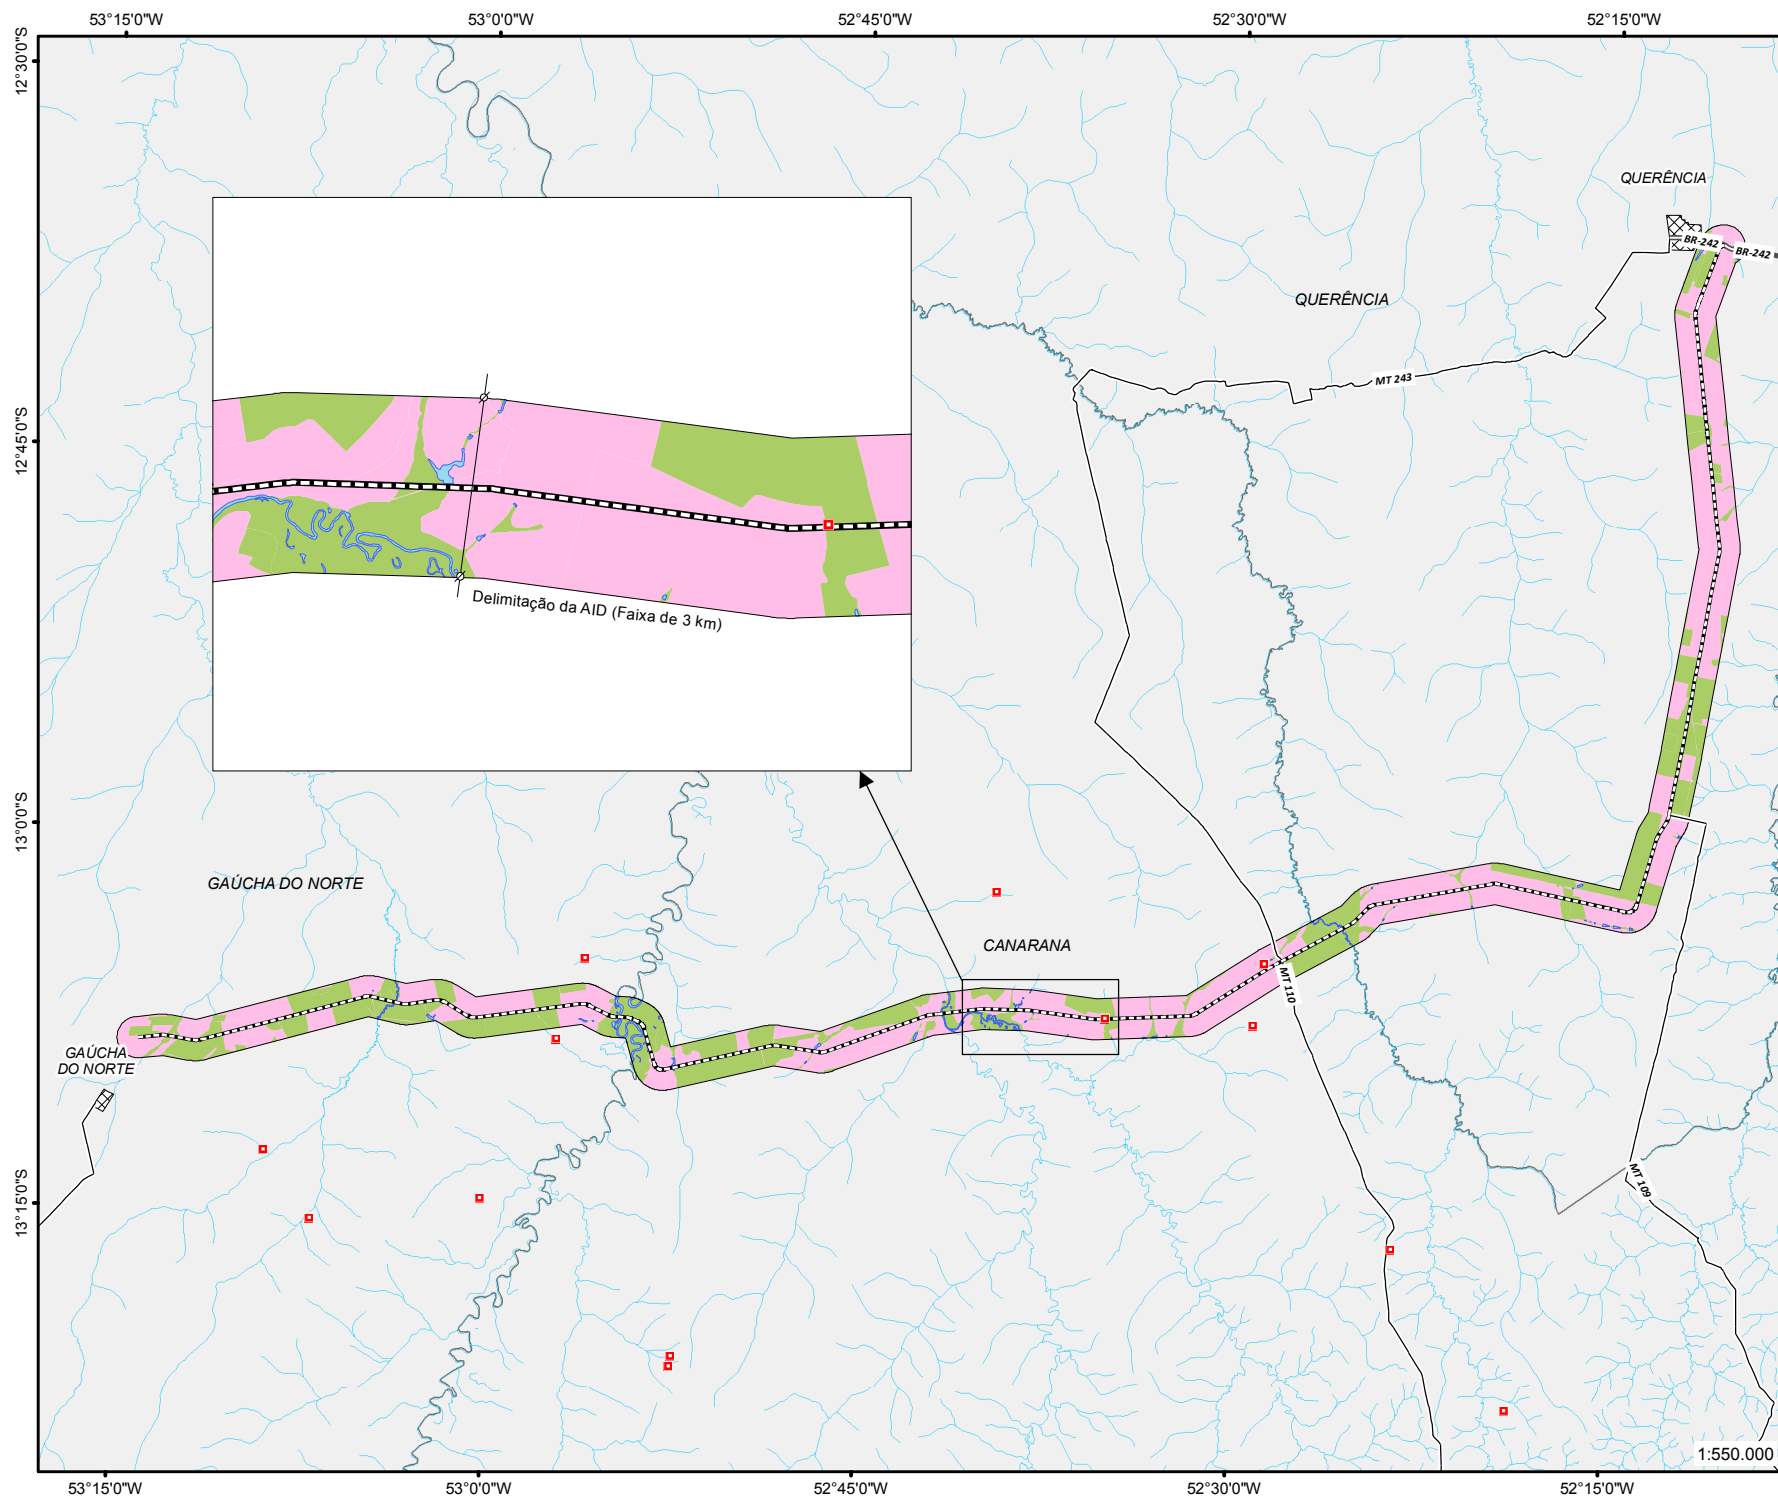 53°15'0"W
53°0'0"W
52°45'0"W
52°30'0"W
52°15'0"W
12°30'0"S
QUERÊNCIA
BR-242
BR-242
QUERÊNCIA
MT 243
12°45'0"S
Delimitação da AID (Faixa de 3 km)
13°0'0"S
GAÚCHA DO NORTE
CANARANA
MT 110
GAÚCHA
DO NORTE
MT 109
13°15'0"S
1:550.000
53°15'0"W
53°0'0"W
52°45'0"W
52°30'0"W
52°15'0"W